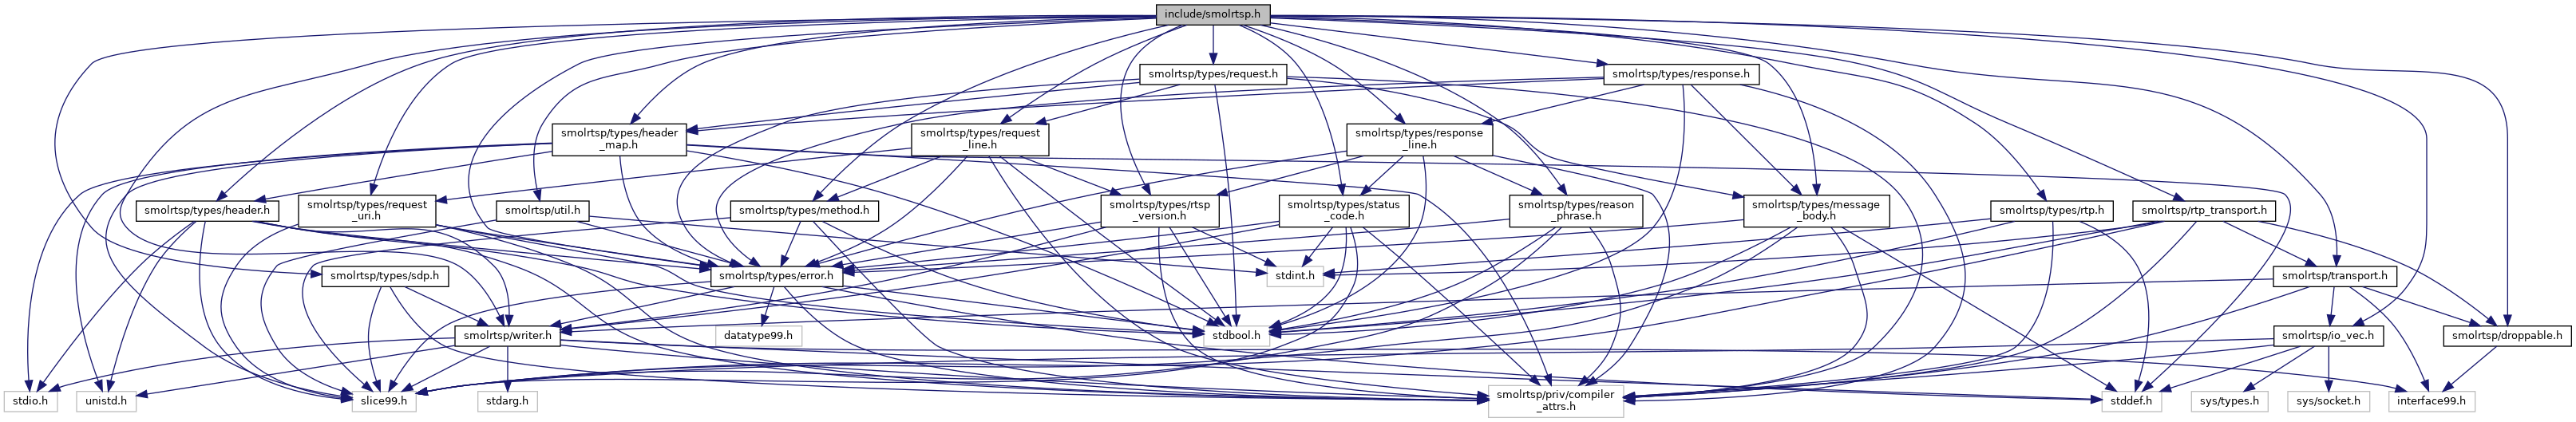 include/smolrtsp.h
smolrtsp/types/request.h
smolrtsp/types/response.h
smolrtsp/types/header
_map.h
smolrtsp/types/request
_line.h
smolrtsp/types/response
_line.h
smolrtsp/types/header.h
smolrtsp/types/request
_uri.h
smolrtsp/util.h
smolrtsp/types/method.h
smolrtsp/types/rtsp
_version.h
smolrtsp/types/status
_code.h
smolrtsp/types/reason
_phrase.h
smolrtsp/types/message
_body.h
smolrtsp/types/rtp.h
smolrtsp/rtp_transport.h
smolrtsp/types/sdp.h
smolrtsp/types/error.h
stdint.h
smolrtsp/transport.h
smolrtsp/writer.h
datatype99.h
stdbool.h
smolrtsp/io_vec.h
smolrtsp/droppable.h
stdio.h
unistd.h
slice99.h
stdarg.h
smolrtsp/priv/compiler
_attrs.h
stddef.h
sys/types.h
sys/socket.h
interface99.h